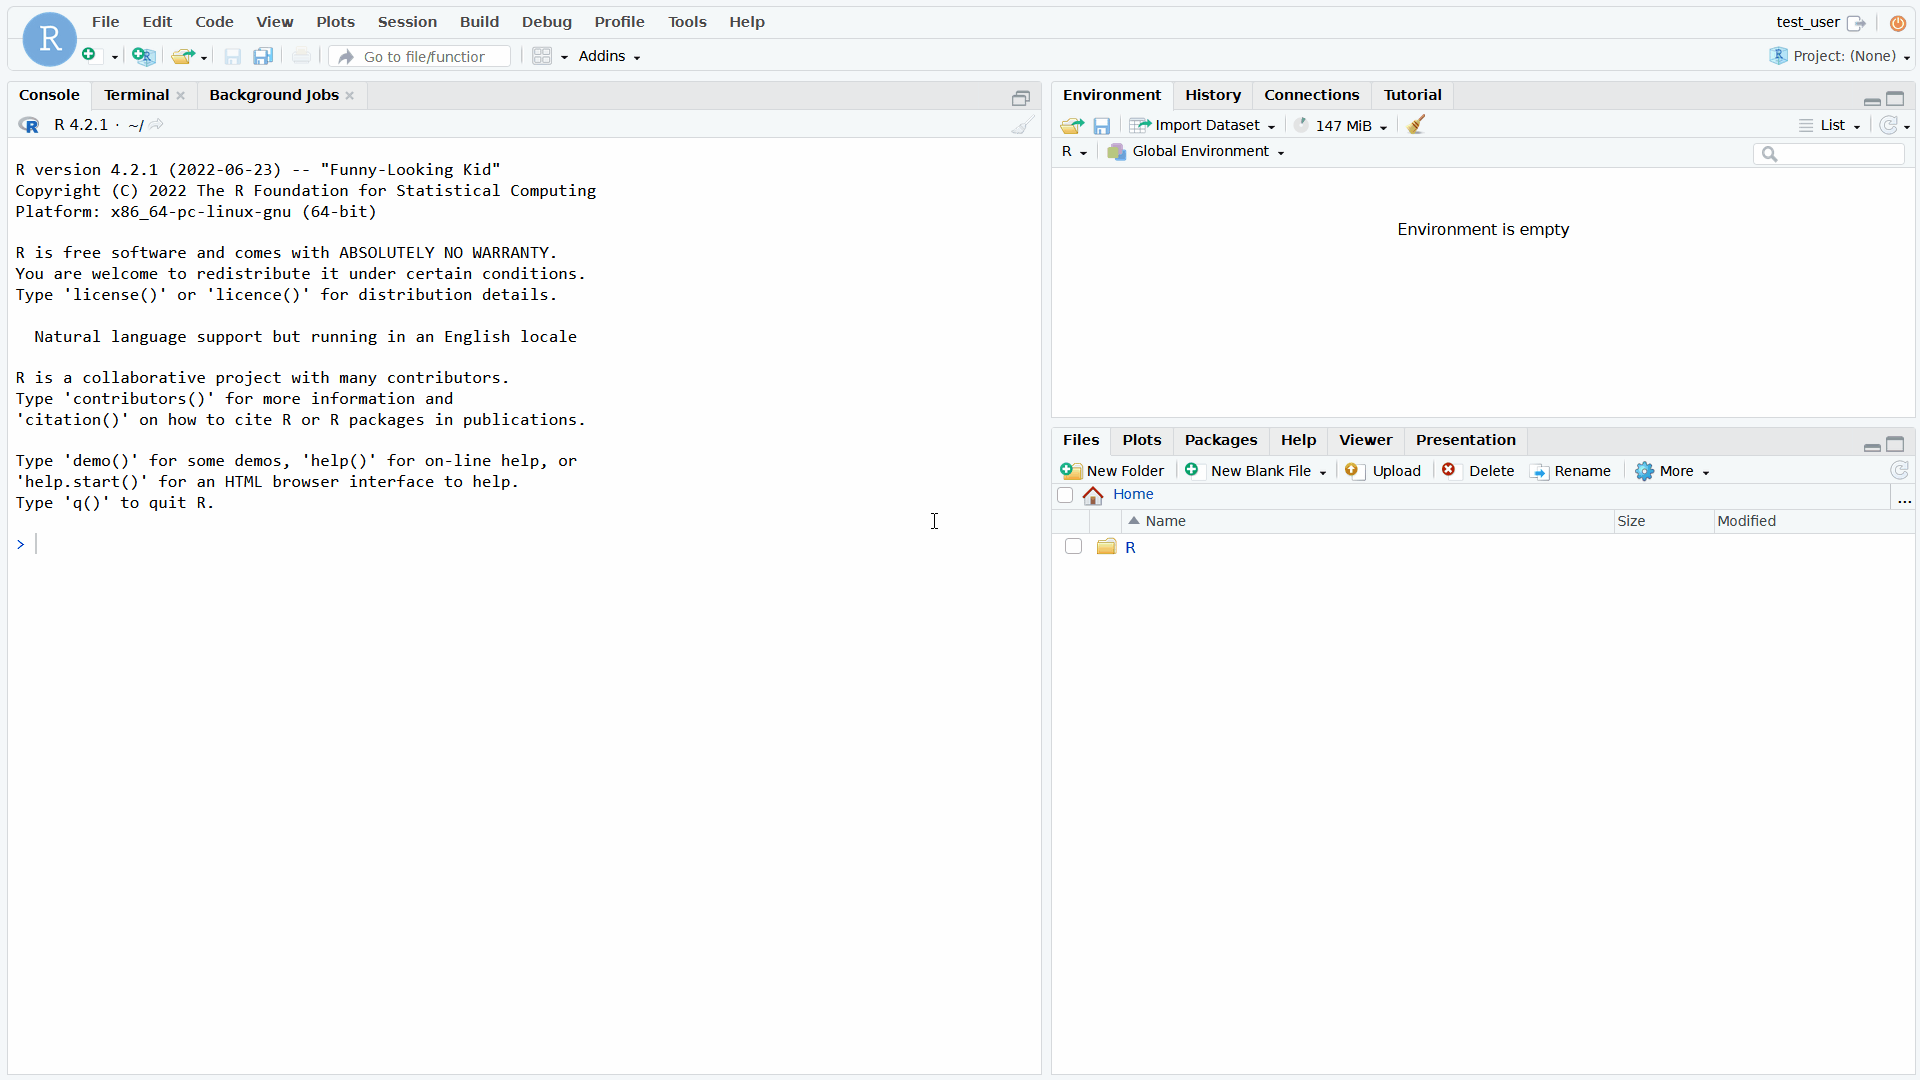 File Edit Code View Plots Session Build Debug Profile Tools Help
test_user
R
Go to file/function
Addins
Project: (None)
Console Terminal Background Jobs
R 4.2.1 · ~/
R version 4.2.1 (2022-06-23) -- "Funny-Looking Kid"
Copyright (C) 2022 The R Foundation for Statistical Computing
Platform: x86_64-pc-linux-gnu (64-bit)
R is free software and comes with ABSOLUTELY NO WARRANTY.
You are welcome to redistribute it under certain conditions.
Type 'license()' or 'licence()' for distribution details.
Natural language support but running in an English locale
R is a collaborative project with many contributors.
Type 'contributors()' for more information and
'citation()' on how to cite R or R packages in publications.
Type 'demo()' for some demos, 'help()' for on-line help, or
'help.start()' for an HTML browser interface to help.
Type 'q()' to quit R.
>
Environment History Connections Tutorial
Import Dataset 147 MiB List
R Global Environment
Environment is empty
Files Plots Packages Help Viewer Presentation
New Folder New Blank File Upload Delete Rename More
Home ...
Name Size Modified
R